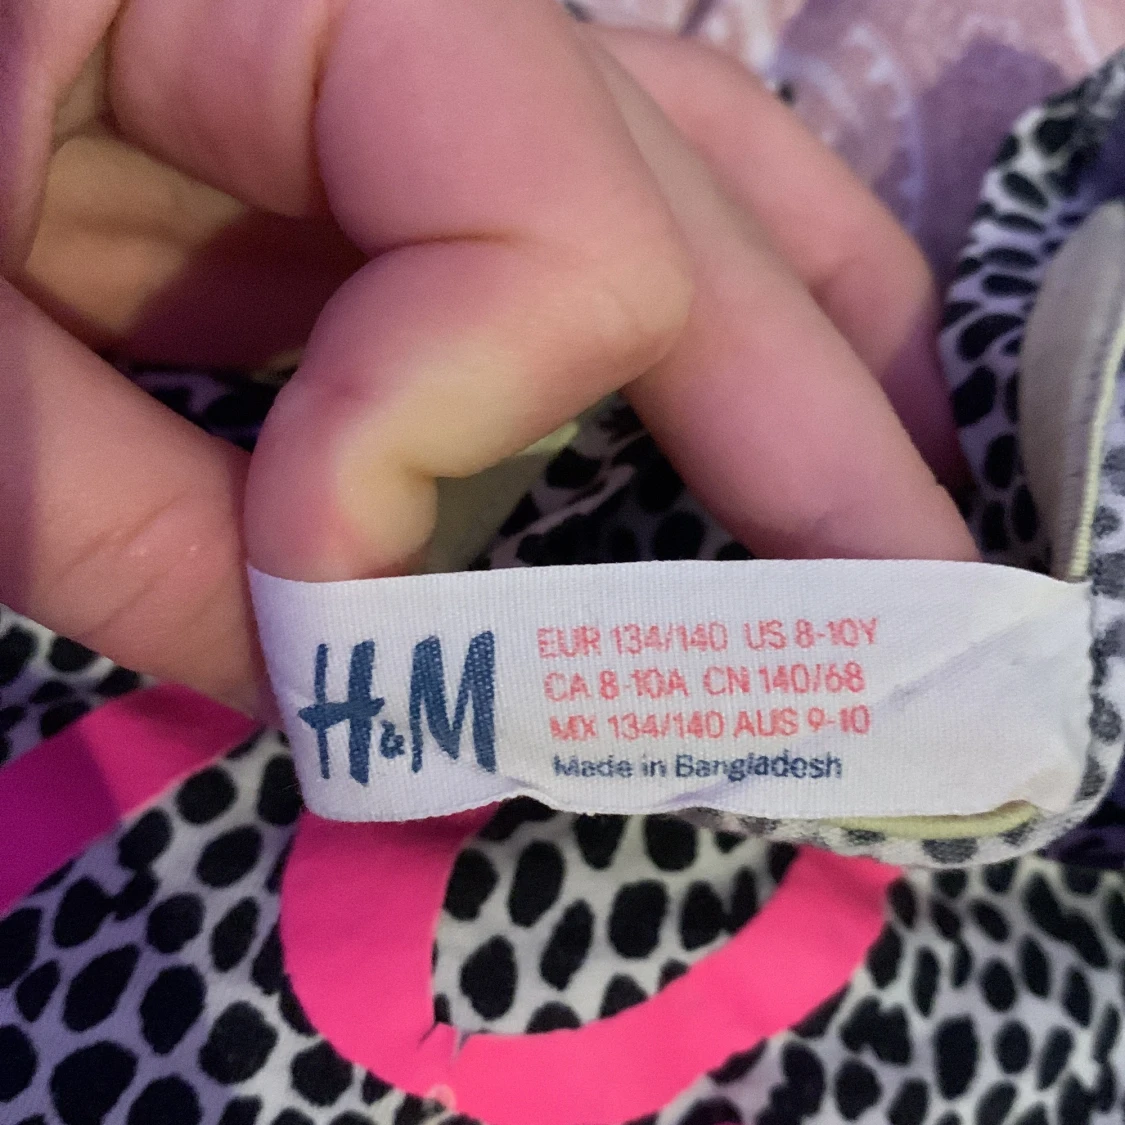 H&M
EUR 134/140 US 8-10Y
CA 8-10A CN 140/68
MX 134/140 AUS 9-10
Made in Bangladesh